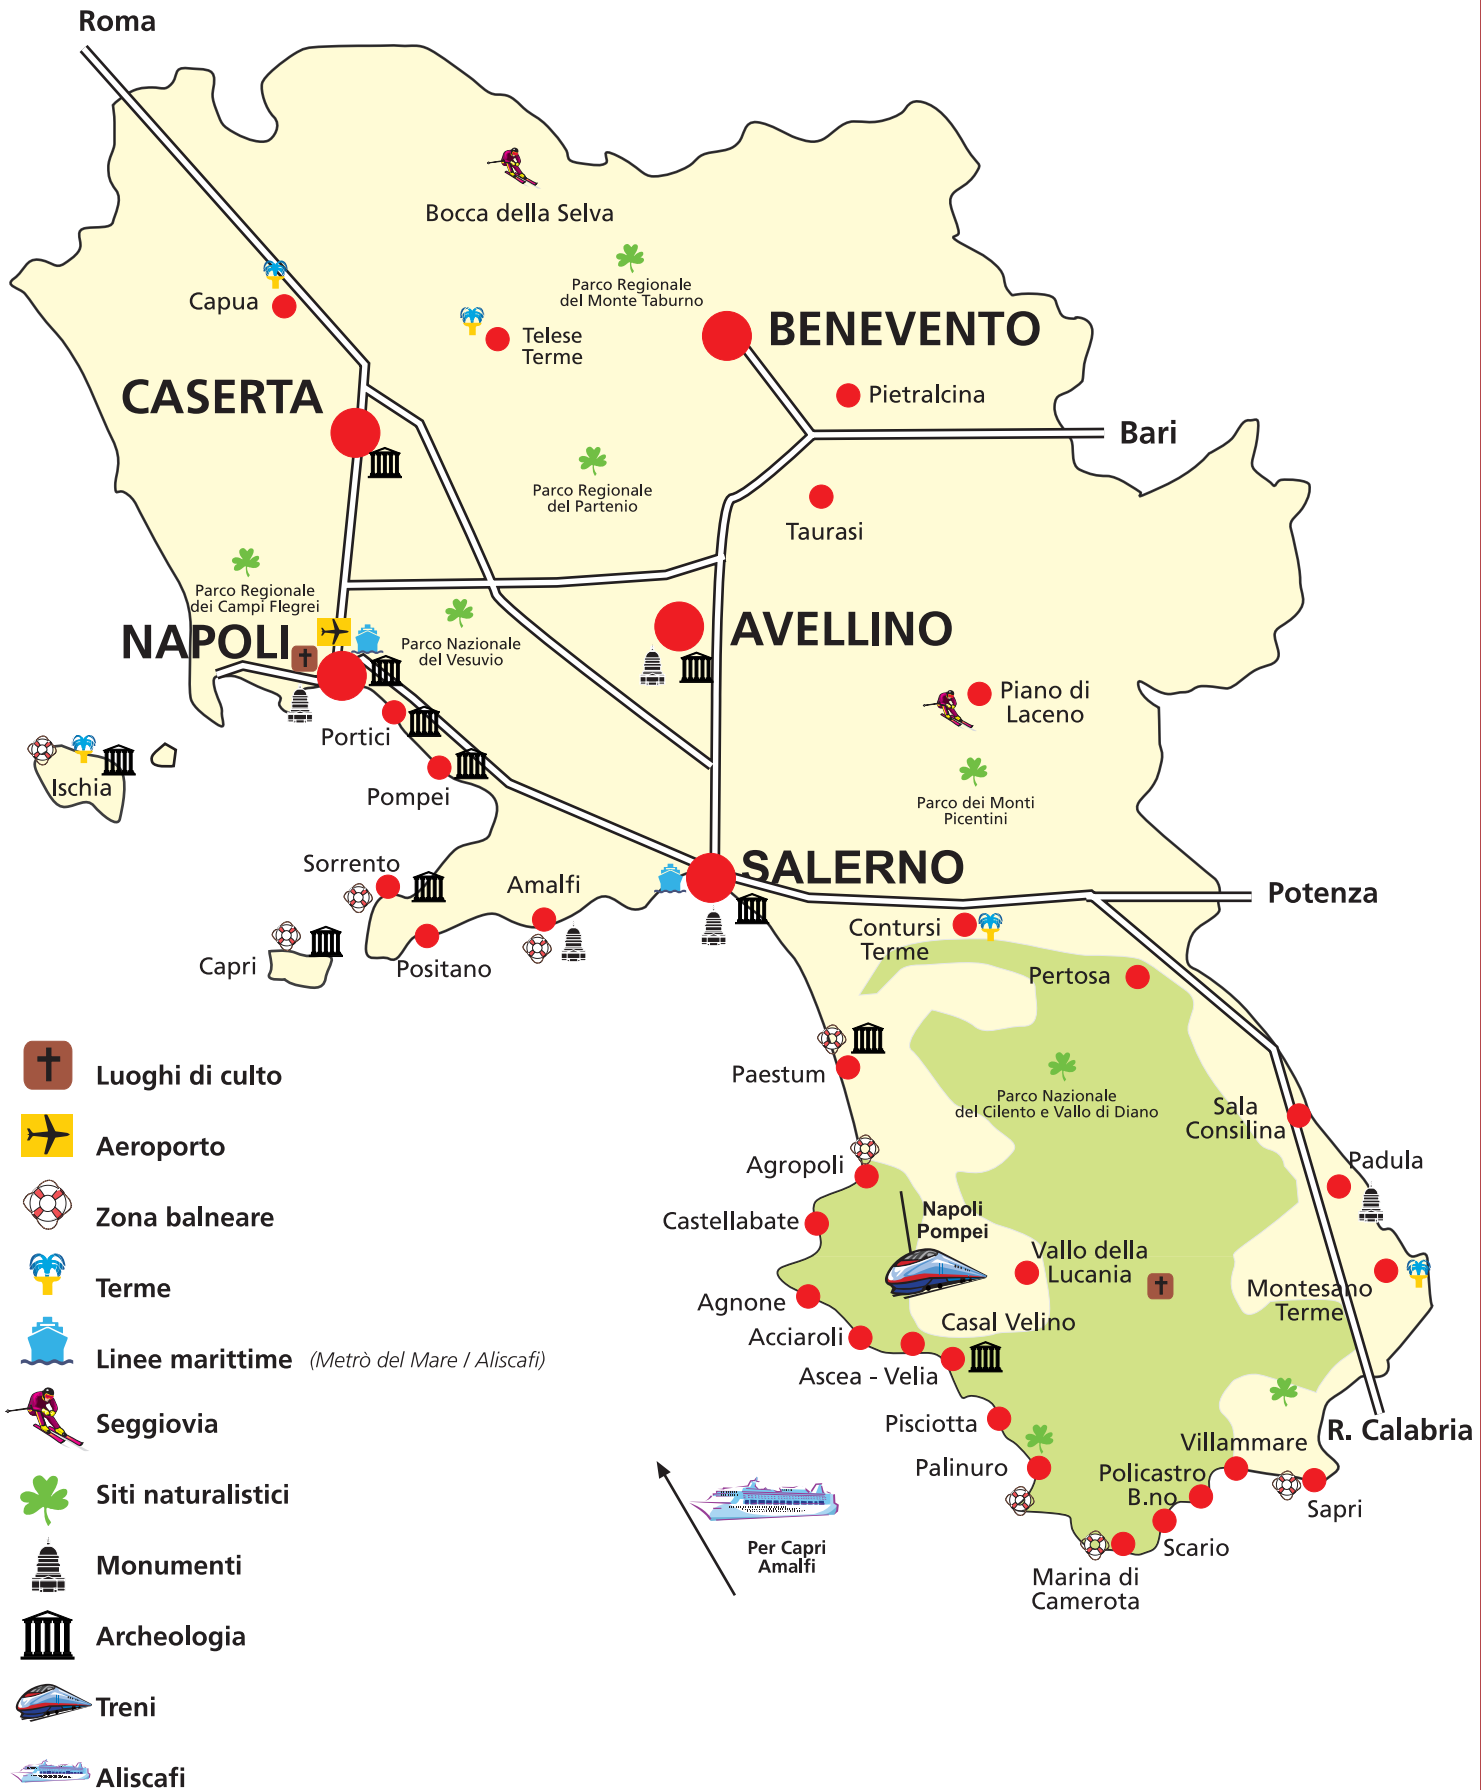 Roma
Bocca della Selva
Parco Regionale
del Monte Taburno
Capua
Telese
Terme
BENEVENTO
CASERTA
Pietralcina
Bari
Parco Regionale
del Partenio
Taurasi
Parco Regionale
dei Campi Flegrei
NAPOLI
Parco Nazionale
del Vesuvio
AVELLINO
Piano di
Laceno
Portici
Ischia
Pompei
Parco dei Monti
Picentini
Sorrento
Amalfi
SALERNO
Potenza
Contursi
Terme
Capri
Positano
Pertosa
Paestum
Parco Nazionale
del Cilento e Vallo di Diano
Sala
Consilina
Agropoli
Padula
Castellabate
Napoli
Pompei
Vallo della
Lucania
Agnone
Montesano
Terme
Acciaroli
Casal Velino
Ascea - Velia
Pisciotta
R. Calabria
Villammare
Palinuro
Policastro
B.no
Sapri
Scario
Marina di
Camerota
Per Capri
Amalfi
Luoghi di culto
Aeroporto
Zona balneare
Terme
Linee marittime (Metrò del Mare / Aliscafi)
Seggiovia
Siti naturalistici
Monumenti
Archeologia
Treni
Aliscafi